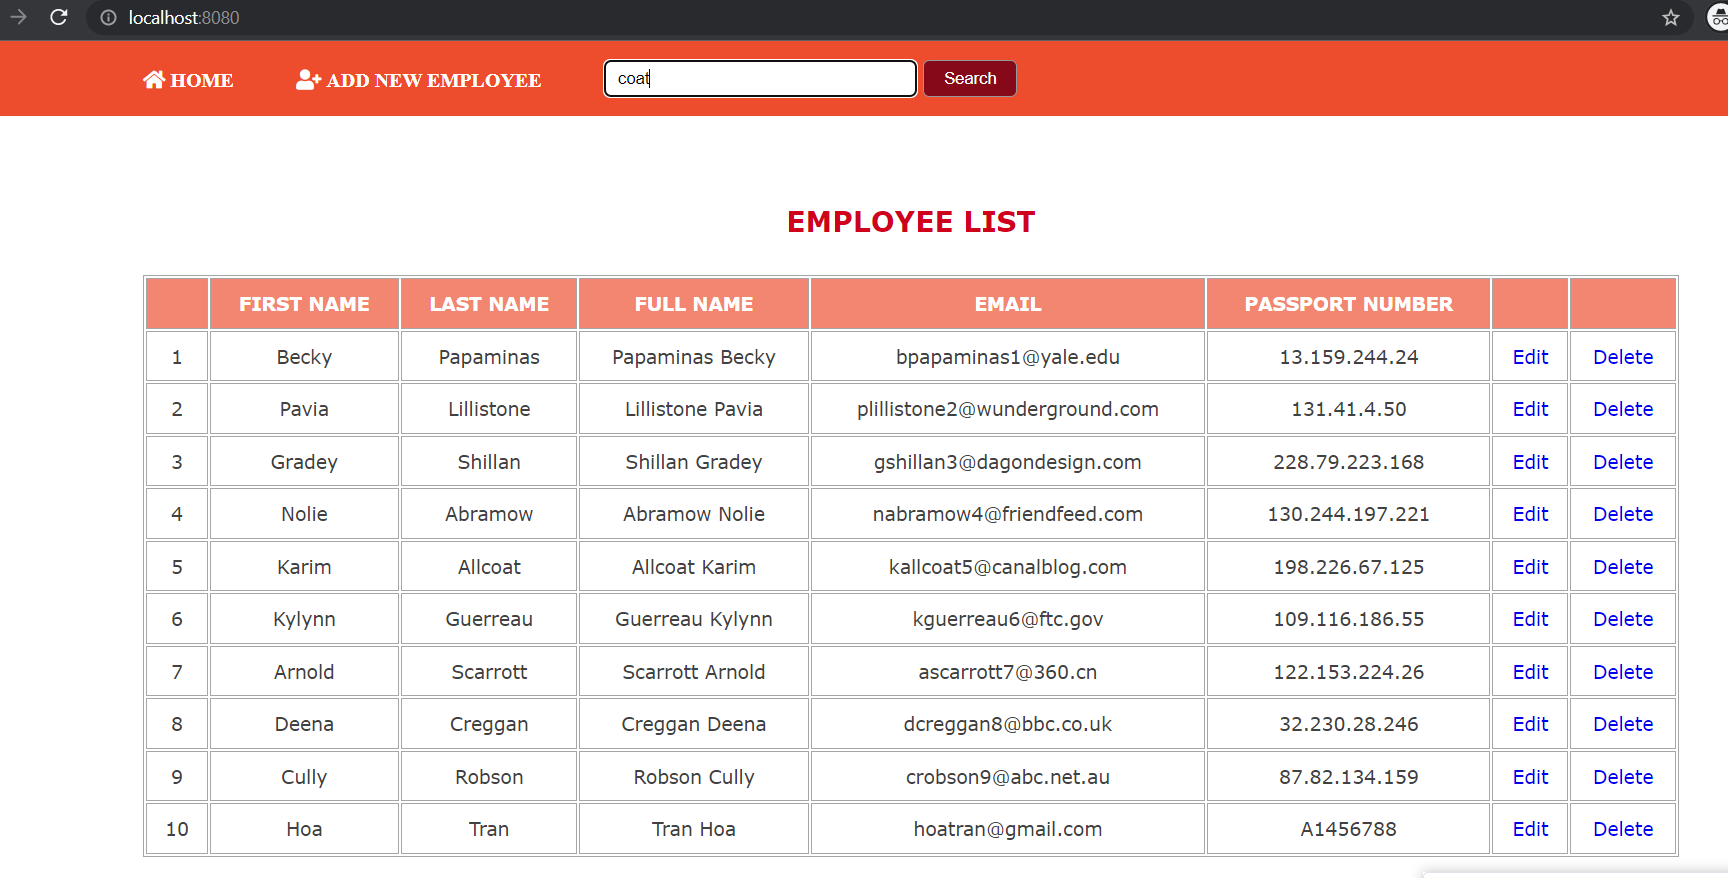 localhost:8080
HOME ADD NEW EMPLOYEE coat Search
EMPLOYEE LIST
FIRST NAME LAST NAME FULL NAME EMAIL PASSPORT NUMBER
1 Becky Papaminas Papaminas Becky bpapaminas1@yale.edu 13.159.244.24 Edit Delete
2 Pavia Lillistone Lillistone Pavia plillistone2@wunderground.com 131.41.4.50 Edit Delete
3 Gradey Shillan Shillan Gradey gshillan3@dagondesign.com 228.79.223.168 Edit Delete
4 Nolie Abramow Abramow Nolie nabramow4@friendfeed.com 130.244.197.221 Edit Delete
5 Karim Allcoat Allcoat Karim kallcoat5@canalblog.com 198.226.67.125 Edit Delete
6 Kylynn Guerreau Guerreau Kylynn kguerreau6@ftc.gov 109.116.186.55 Edit Delete
7 Arnold Scarrott Scarrott Arnold ascarrott7@360.cn 122.153.224.26 Edit Delete
8 Deena Creggan Creggan Deena dcreggan8@bbc.co.uk 32.230.28.246 Edit Delete
9 Cully Robson Robson Cully crobson9@abc.net.au 87.82.134.159 Edit Delete
10 Hoa Tran Tran Hoa hoatran@gmail.com A1456788 Edit Delete